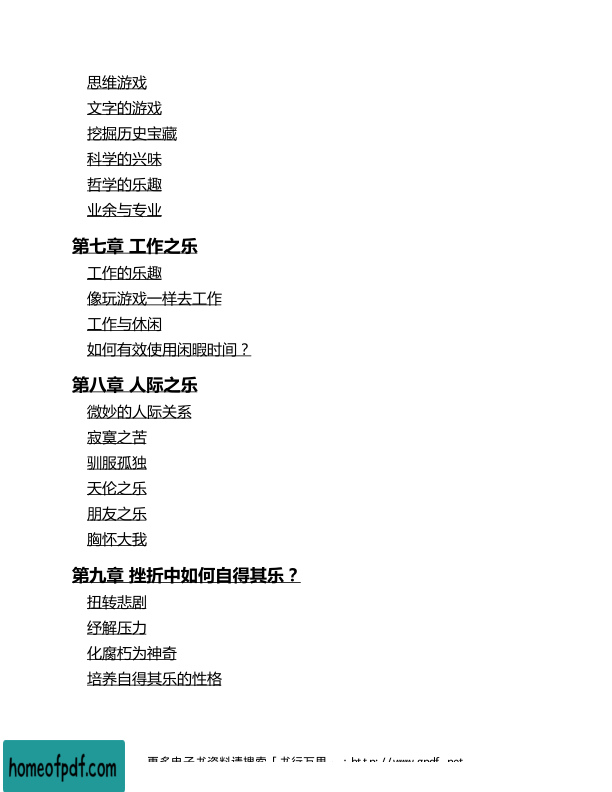 思维游戏
文字的游戏
挖掘历史宝藏
科学的兴味
哲学的乐趣
业余与专业
第七章 工作之乐
工作的乐趣
像玩游戏一样去工作
工作与休闲
如何有效使用闲暇时间？
第八章 人际之乐
微妙的人际关系
寂寞之苦
驯服孤独
天伦之乐
朋友之乐
胸怀大我
第九章 挫折中如何自得其乐？
扭转悲剧
纾解压力
化腐朽为神奇
培养自得其乐的性格
更多电子书资料请搜索「书行万里
homeofpdf.com